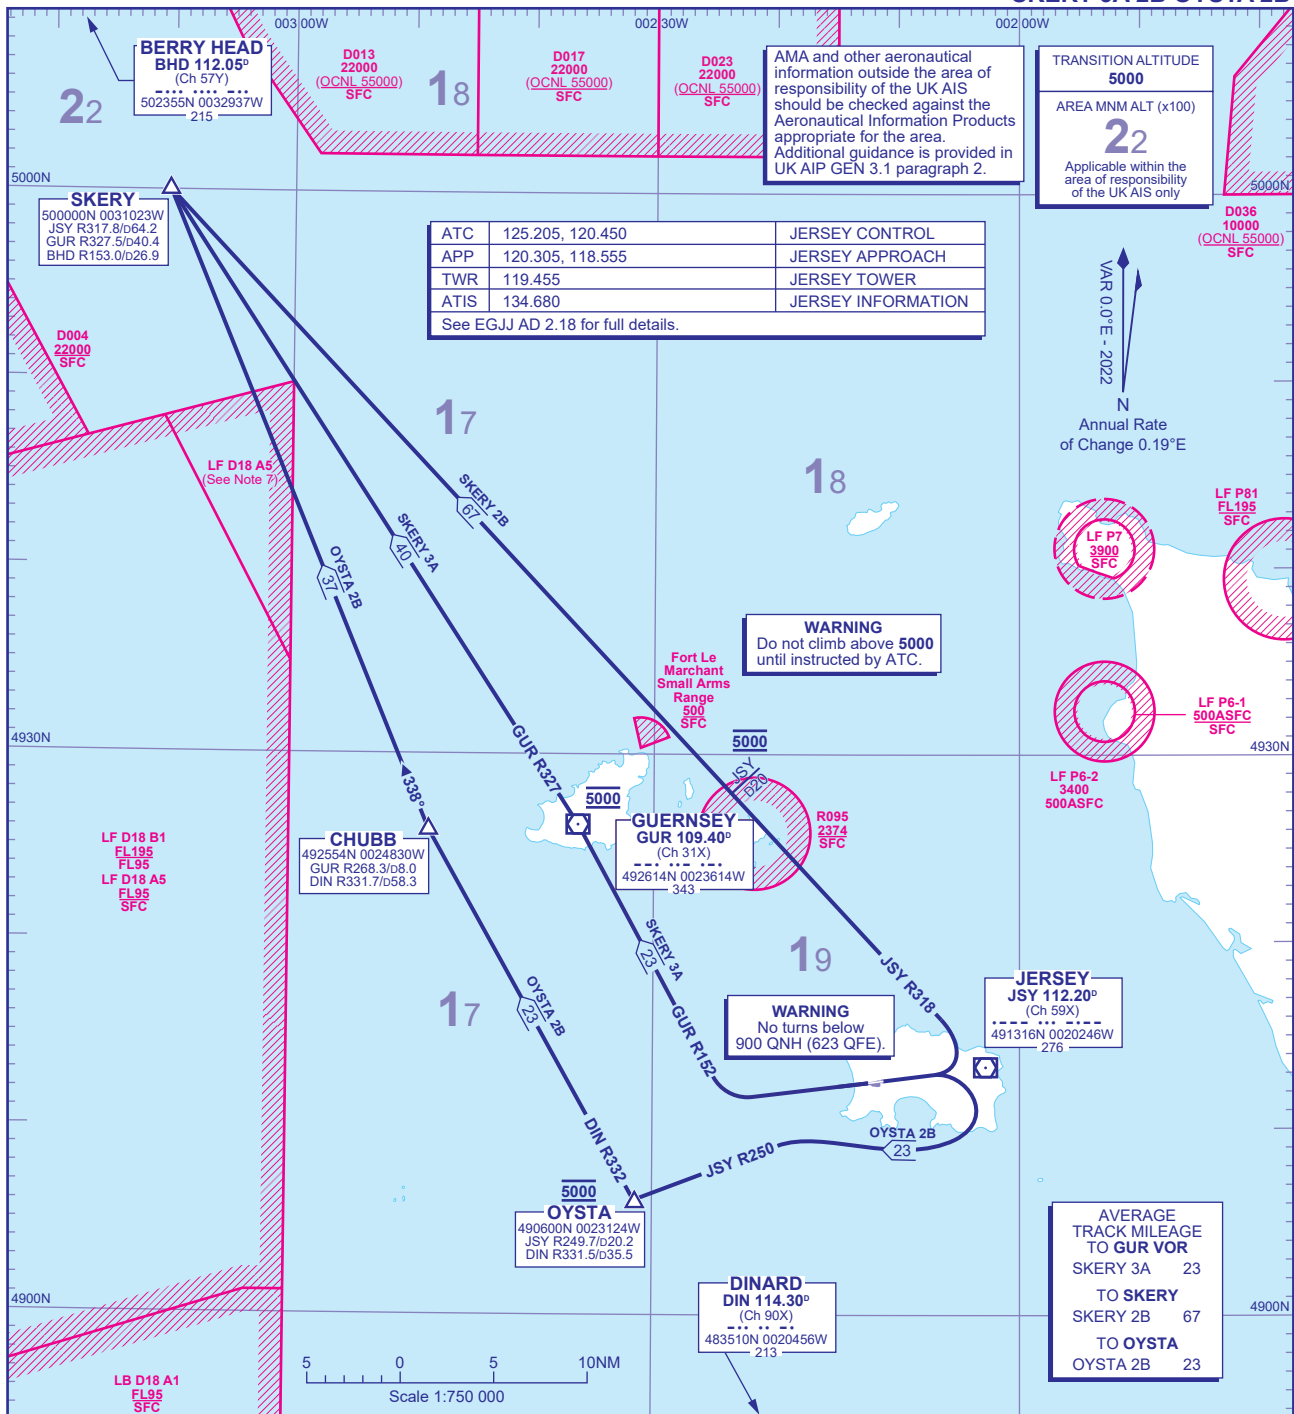 003 00W
002 30W
002 00W
BERRY HEAD
BHD 112.05D
(Ch 57Y)
502355N 0032937W
215
22
D013
22000
(OCNL 55000)
SFC
18
D017
22000
(OCNL 55000)
SFC
D023
22000
(OCNL 55000)
SFC
AMA and other aeronautical
information outside the area of
responsibility of the UK AIS
should be checked against the
Aeronautical Information Products
appropriate for the area.
Additional guidance is provided in
UK AIP GEN 3.1 paragraph 2.
TRANSITION ALTITUDE
5000
AREA MNM ALT (x100)
22
Applicable within the
area of responsibility
of the UK AIS only
5000N
5000N
SKERY
500000N 0031023W
JSY R317.8/D64.2
GUR R327.5/D40.4
BHD R153.0/D26.9
D036
10000
(OCNL 55000)
SFC
ATC 125.205, 120.450 JERSEY CONTROL
APP 120.305, 118.555 JERSEY APPROACH
TWR 119.455 JERSEY TOWER
ATIS 134.680 JERSEY INFORMATION
See EGJJ AD 2.18 for full details.
VAR 0.0°E - 2022
N
Annual Rate
of Change 0.19°E
D004
22000
SFC
17
LF D18 A5
(See Note 7)
18
SKERY 2B
67
SKERY 3A
40
OYSTA 2B
37
LF P7
3900
SFC
LF P81
FL195
SFC
WARNING
Do not climb above 5000
until instructed by ATC.
Fort Le
Marchant
Small Arms
Range
500
SFC
LF P6-1
500ASFC
SFC
LF P6-2
3400
500ASFC
4930N
4930N
5000
JSY
D20
GUR R327
338°
5000
GUERNSEY
GUR 109.40D
(Ch 31X)
492614N 0023614W
343
R095
2374
SFC
CHUBB
492554N 0024830W
GUR R268.3/D8.0
DIN R331.7/D58.3
LF D18 B1
FL195
FL95
LF D18 A5
FL95
SFC
SKERY 3A
23
19
JSY R318
JERSEY
JSY 112.20D
(Ch 59X)
491316N 0020246W
276
17
OYSTA 2B
23
GUR R152
WARNING
No turns below
900 QNH (623 QFE).
DIN R332
JSY R250
OYSTA 2B
23
5000
OYSTA
490600N 0023124W
JSY R249.7/D20.2
DIN R331.5/D35.5
AVERAGE
TRACK MILEAGE
TO GUR VOR
SKERY 3A 23
TO SKERY
SKERY 2B 67
TO OYSTA
OYSTA 2B 23
DINARD
DIN 114.30D
(Ch 90X)
483510N 0020456W
213
4900N
4900N
5 0 5 10NM
Scale 1:750 000
LB D18 A1
FL95
SFC